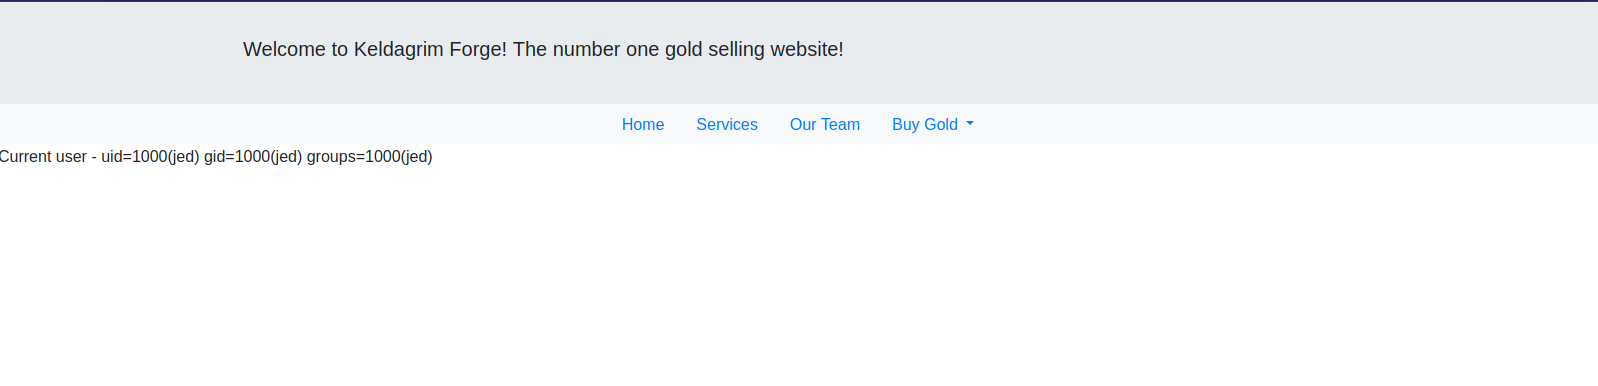 Welcome to Keldagrim Forge! The number one gold selling website!
Home Services Our Team Buy Gold
Current user - uid=1000(jed) gid=1000(jed) groups=1000(jed)